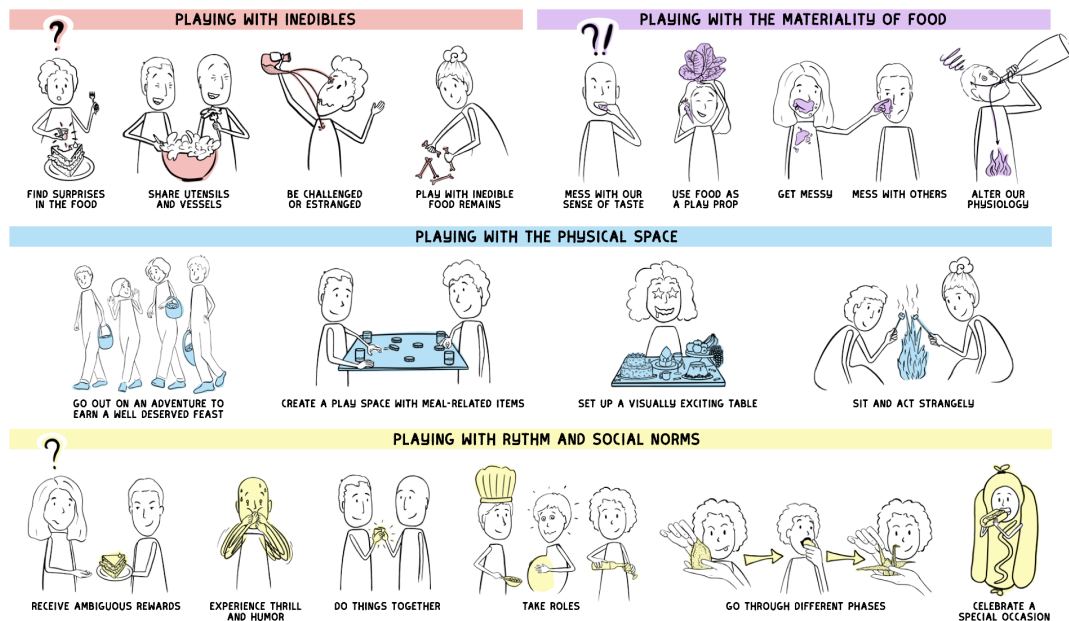 PLAYING WITH INEDIBLES
?
FIND SURPRISES
IN THE FOOD
SHARE UTENSILS
AND VESSELS
BE CHALLENGED
OR ESTRANGED
PLAY WITH INEDIBLE
FOOD REMAINS
PLAYING WITH THE MATERIALITY OF FOOD
?!
MESS WITH OUR
SENSE OF TASTE
USE FOOD AS
A PLAY PROP
GET MESSY
MESS WITH OTHERS
ALTER OUR
PHYSIOLOGY
PLAYING WITH THE PHYSICAL SPACE
GO OUT ON AN ADVENTURE TO
EARN A WELL DESERVED FEAST
CREATE A PLAY SPACE WITH MEAL-RELATED ITEMS
SET UP A VISUALLY EXCITING TABLE
SIT AND ACT STRANGELY
PLAYING WITH RYTHM AND SOCIAL NORMS
?
RECEIVE AMBIGUOUS REWARDS
EXPERIENCE THRILL
AND HUMOR
DO THINGS TOGETHER
TAKE ROLES
GO THROUGH DIFFERENT PHASES
CELEBRATE A
SPECIAL OCCASION